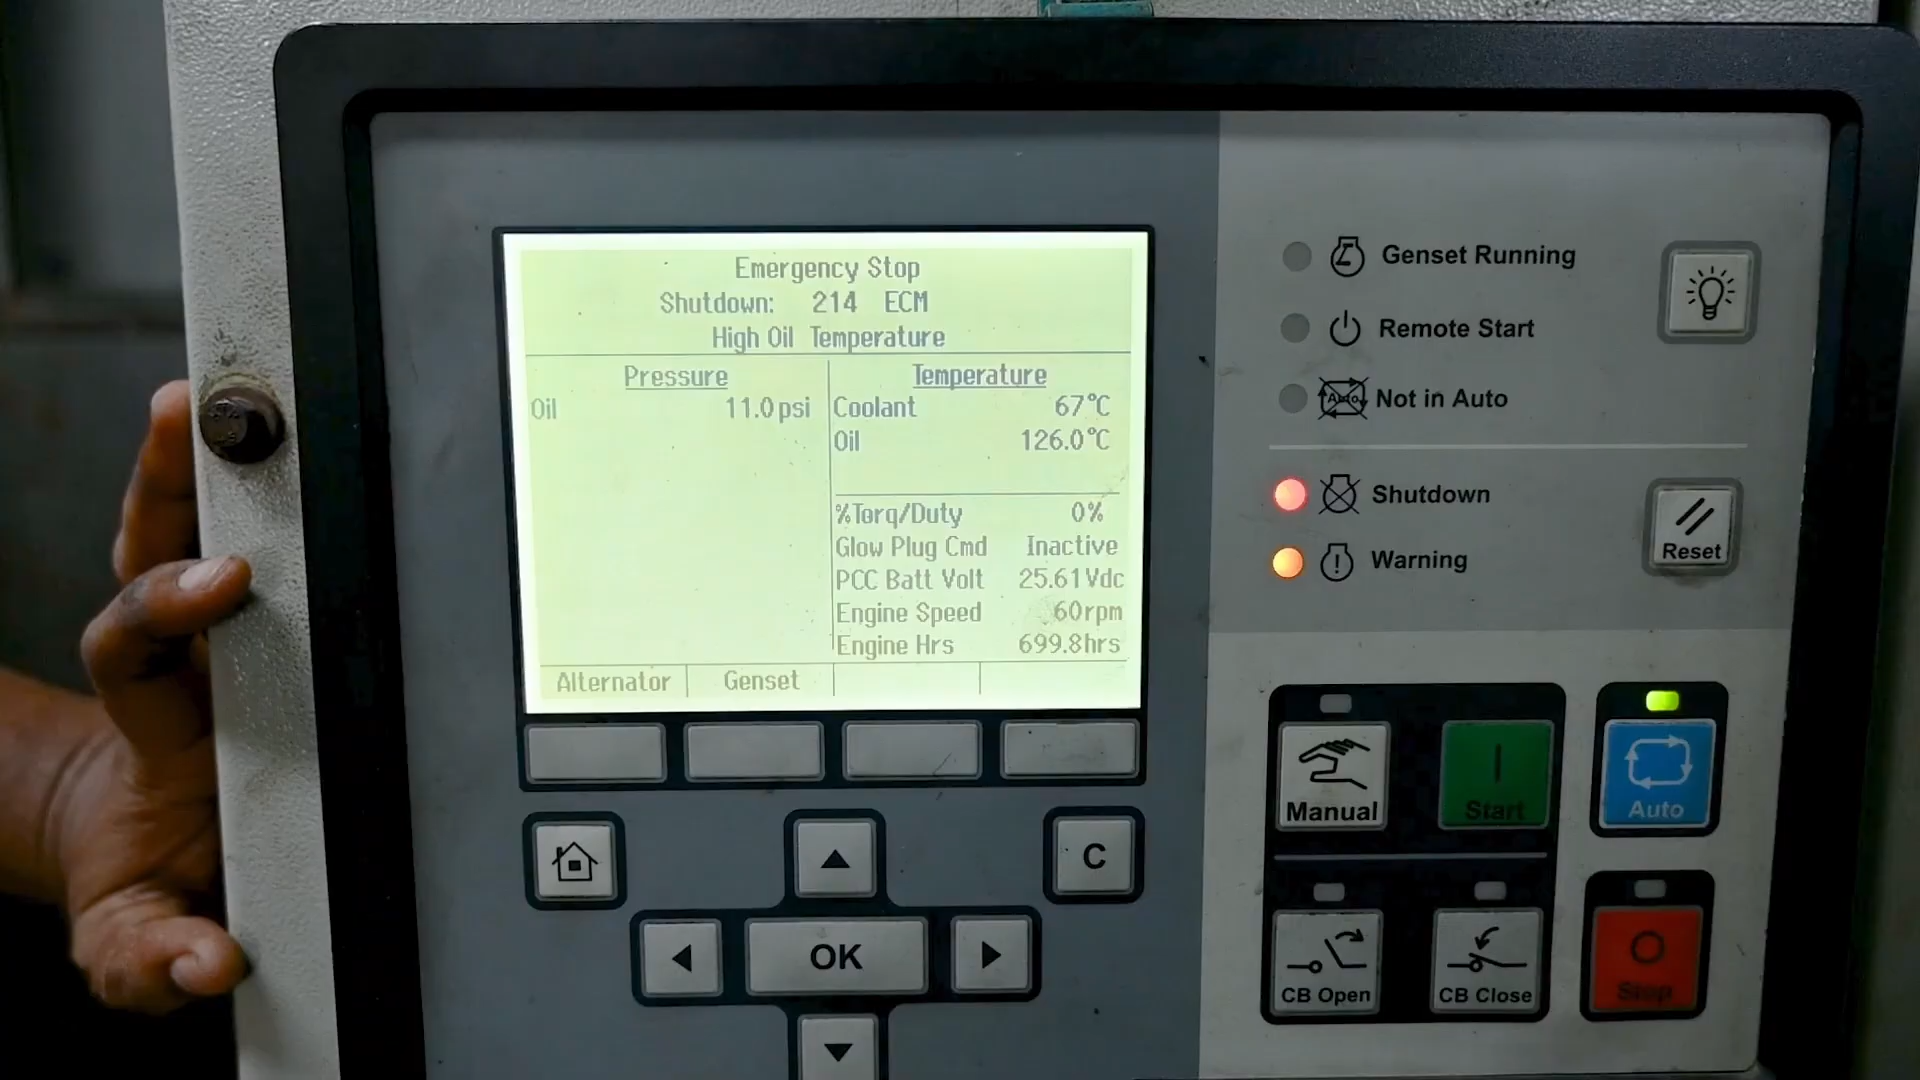 Emergency Stop
Shutdown: 214 ECM
High Oil Temperature
Pressure
Oil 11.0psi
Temperature
Coolant 67°C
Oil 126.0°C
%Torq/Duty 0%
Glow Plug Cmd Inactive
PCC Batt Volt 25.61Vdc
Engine Speed 60rpm
Engine Hrs 699.8hrs
Alternator Genset
Genset Running
Remote Start
Not in Auto
Shutdown
Warning
Reset
Manual
Start
Auto
C
OK
CB Open
CB Close
Stop